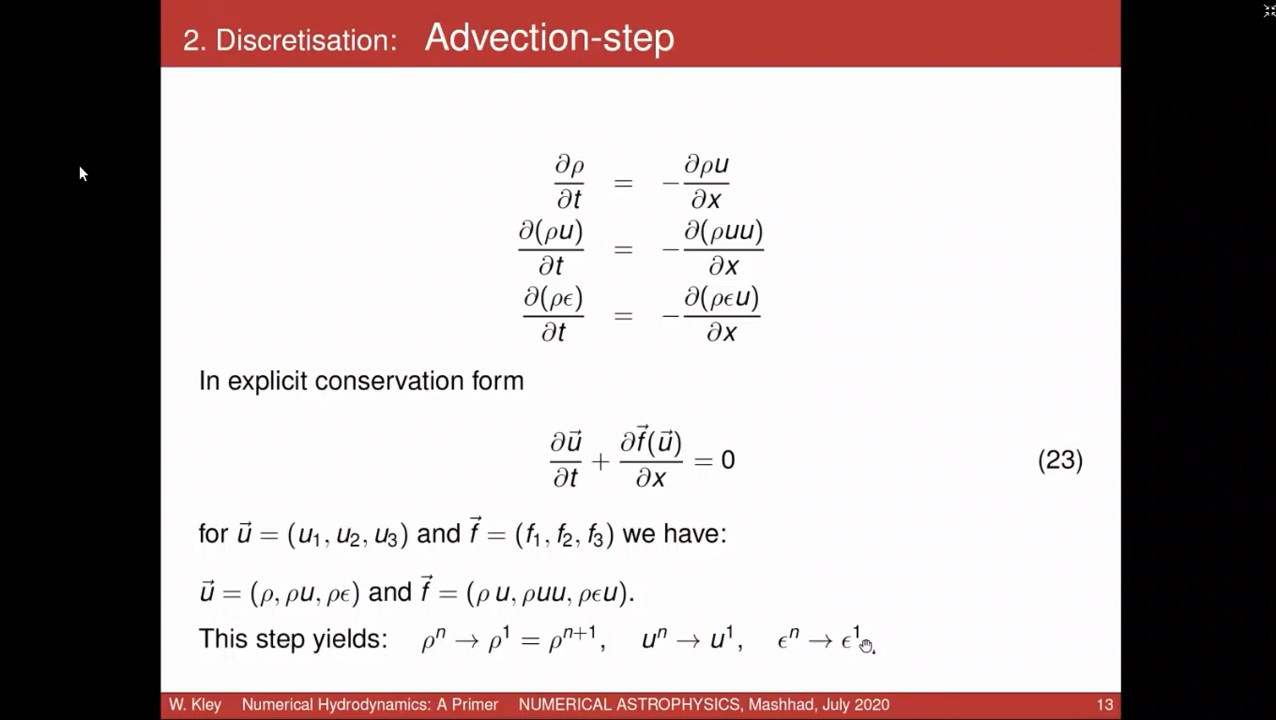 2. Discretisation: Advection-step
∂ρ/∂t = −∂ρu/∂x
∂(ρu)/∂t = −∂(ρuu)/∂x
∂(ρϵ)/∂t = −∂(ρϵu)/∂x
In explicit conservation form
∂u⃗/∂t + ∂f⃗(u⃗)/∂x = 0 (23)
for u⃗ = (u₁, u₂, u₃) and f⃗ = (f₁, f₂, f₃) we have:
u⃗ = (ρ, ρu, ρϵ) and f⃗ = (ρ u, ρuu, ρϵu).
This step yields: ρⁿ → ρ¹ = ρⁿ⁺¹, uⁿ → u¹, ϵⁿ → ϵ¹.
W. Kley Numerical Hydrodynamics: A Primer NUMERICAL ASTROPHYSICS, Mashhad, July 2020 13